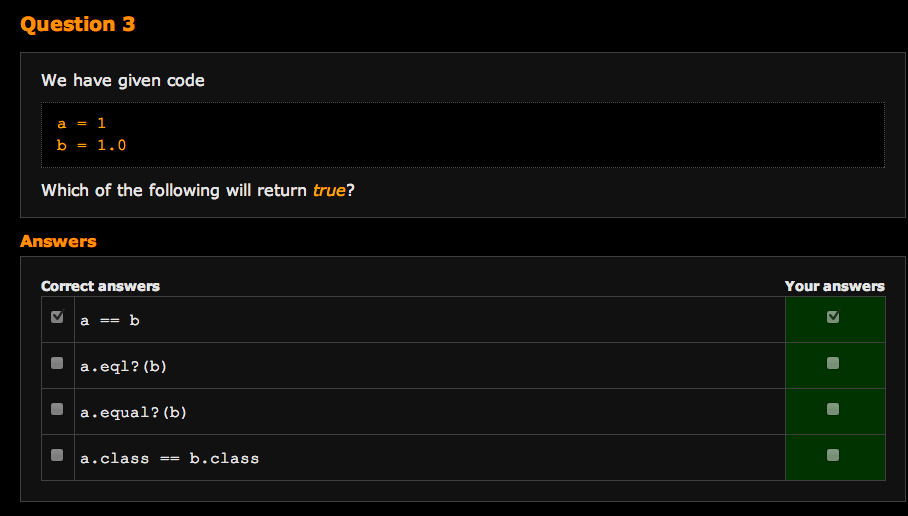 Question 3
We have given code
a = 1
b = 1.0
Which of the following will return true?
Answers
Correct answers Your answers
a == b
a.eql?(b)
a.equal?(b)
a.class == b.class